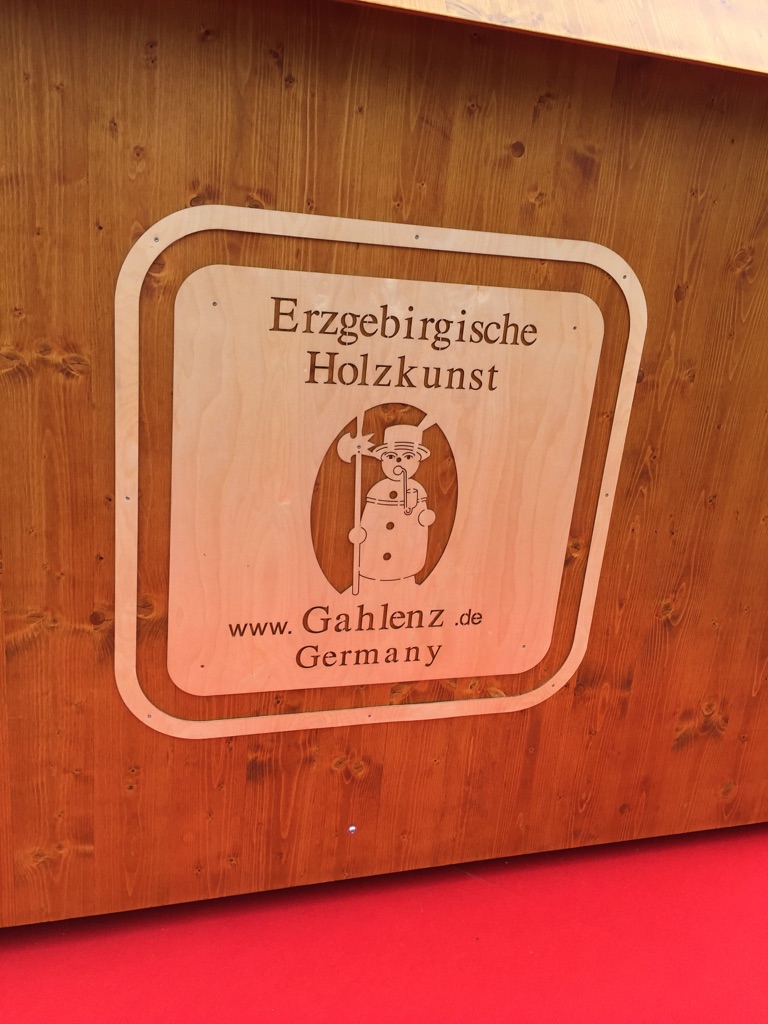 Erzgebirgische
Holzkunst
www. Gahlenz .de
Germany